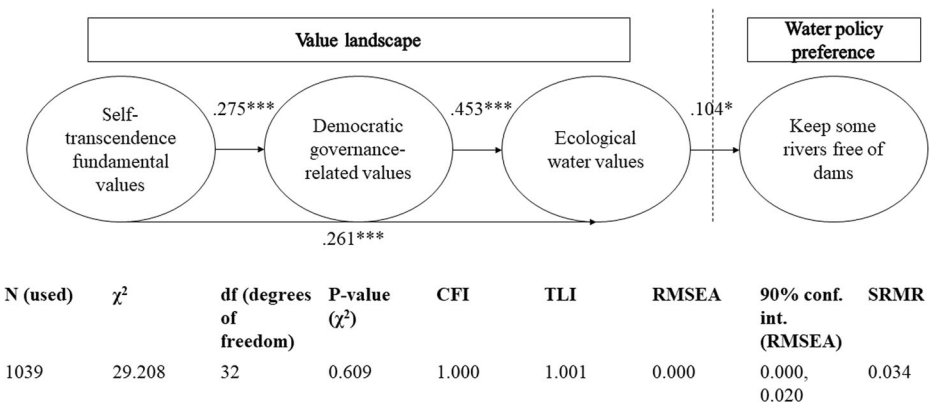 Value landscape
Water policy
preference
.275***
.453***
.104*
Self-
transcendence
fundamental
values
Democratic
governance-
related values
Ecological
water values
Keep some
rivers free of
dams
.261***
N (used) χ² df (degrees of freedom) P-value (χ²) CFI TLI RMSEA 90% conf. int. (RMSEA) SRMR
1039 29.208 32 0.609 1.000 1.001 0.000 0.000, 0.020 0.034